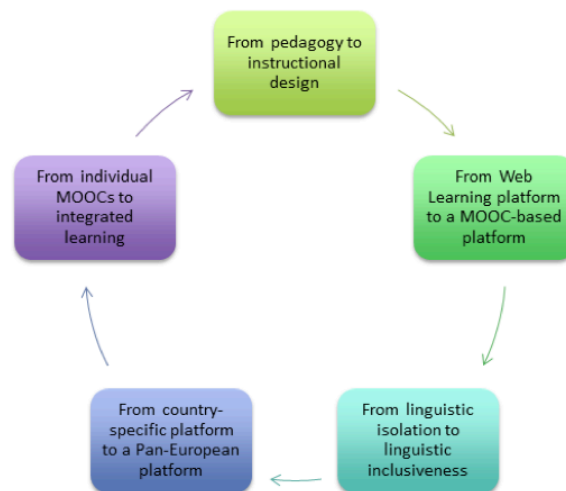 From pedagogy to
instructional
design
From Web
Learning platform
to a MOOC-based
platform
From linguistic
isolation to
linguistic
inclusiveness
From country-
specific platform
to a Pan-European
platform
From individual
MOOCs to
integrated
learning